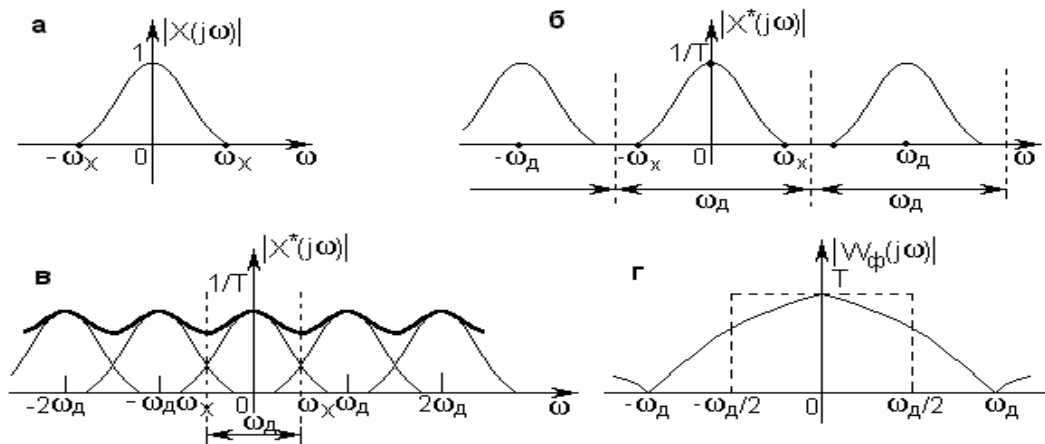 а
|X(jω)|
1
-ωx 0 ωx ω
б
|X*(jω)|
1/T
-ωд -ωx 0 ωx ωд ω
ωд ωд
в
|X*(jω)|
1/T
-2ωд -ωд ωx 0 ωx ωд 2ωд ω
ωд
г
|Wф(jω)|
T
-ωд -ωд/2 0 ωд/2 ωд